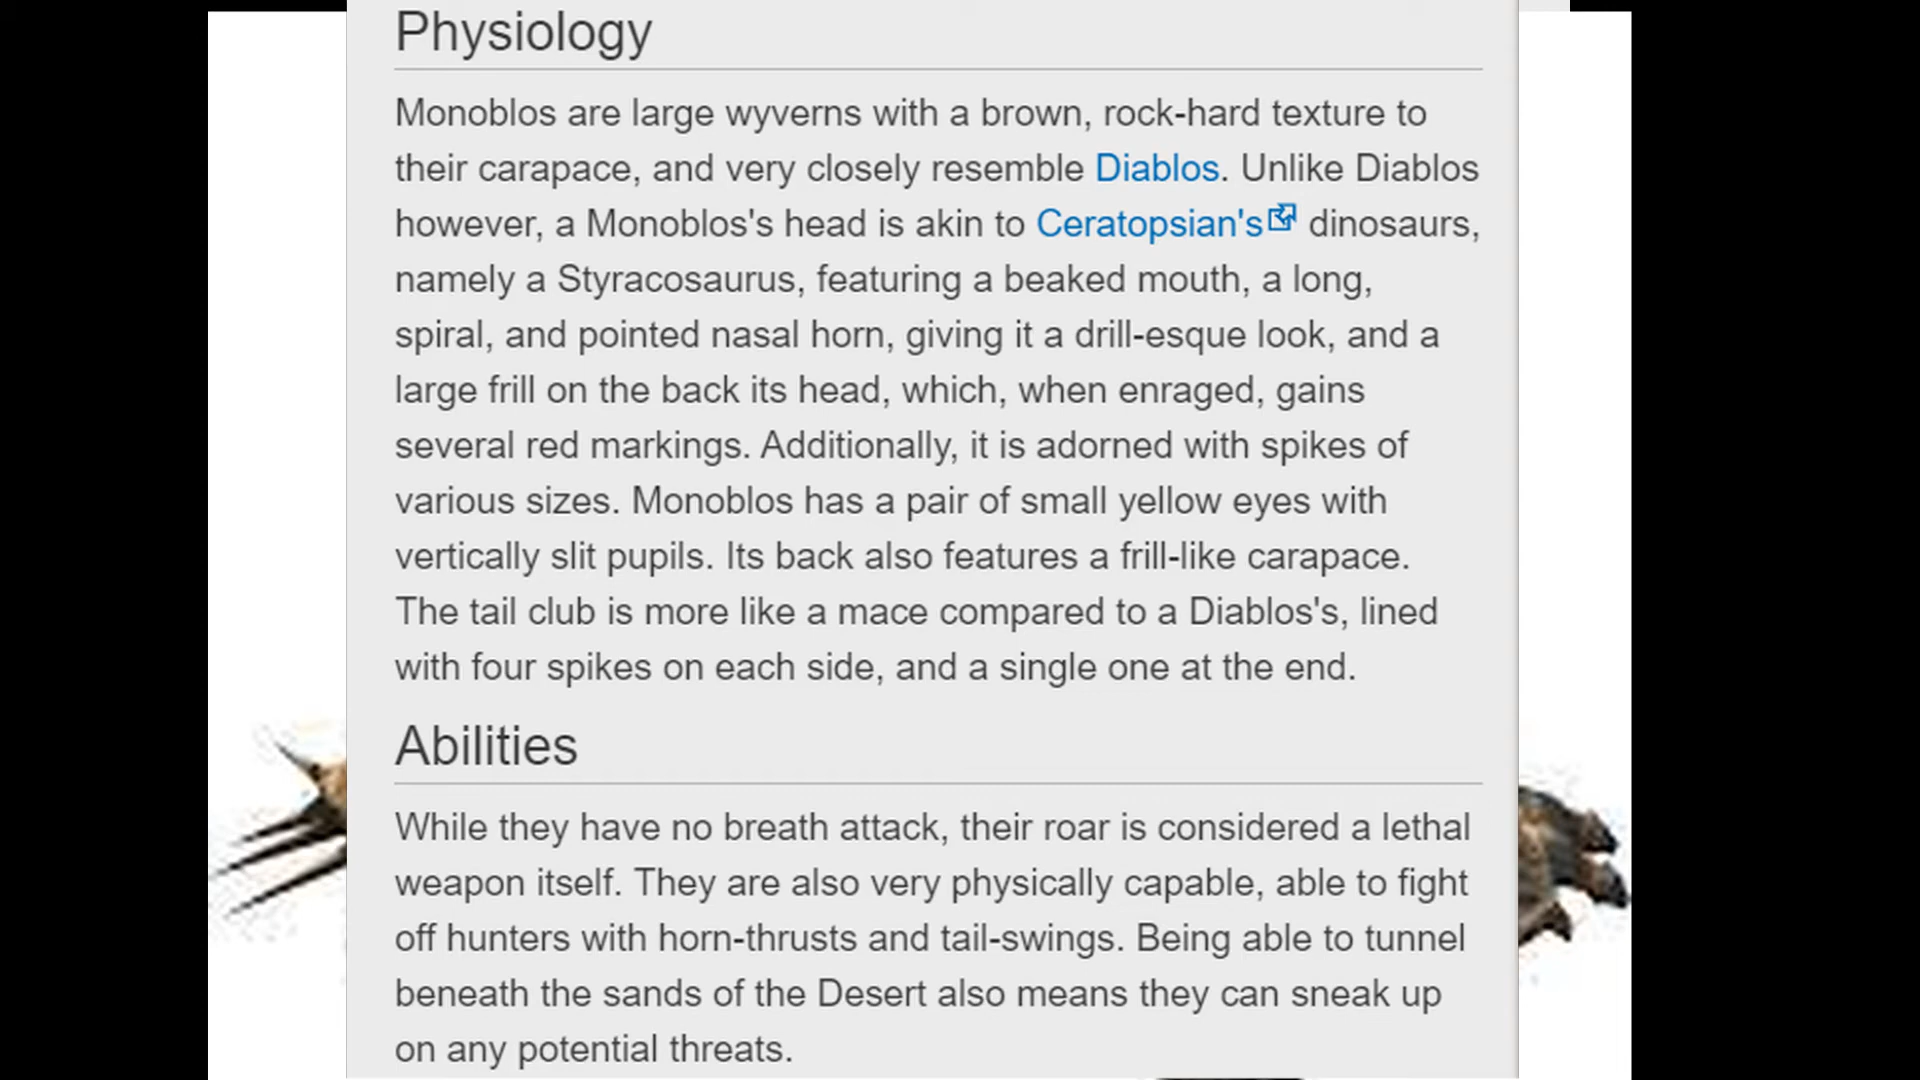 Physiology
Monoblos are large wyverns with a brown, rock-hard texture to
their carapace, and very closely resemble Diablos. Unlike Diablos
however, a Monoblos's head is akin to Ceratopsian's dinosaurs,
namely a Styracosaurus, featuring a beaked mouth, a long,
spiral, and pointed nasal horn, giving it a drill-esque look, and a
large frill on the back its head, which, when enraged, gains
several red markings. Additionally, it is adorned with spikes of
various sizes. Monoblos has a pair of small yellow eyes with
vertically slit pupils. Its back also features a frill-like carapace.
The tail club is more like a mace compared to a Diablos's, lined
with four spikes on each side, and a single one at the end.
Abilities
While they have no breath attack, their roar is considered a lethal
weapon itself. They are also very physically capable, able to fight
off hunters with horn-thrusts and tail-swings. Being able to tunnel
beneath the sands of the Desert also means they can sneak up
on any potential threats.